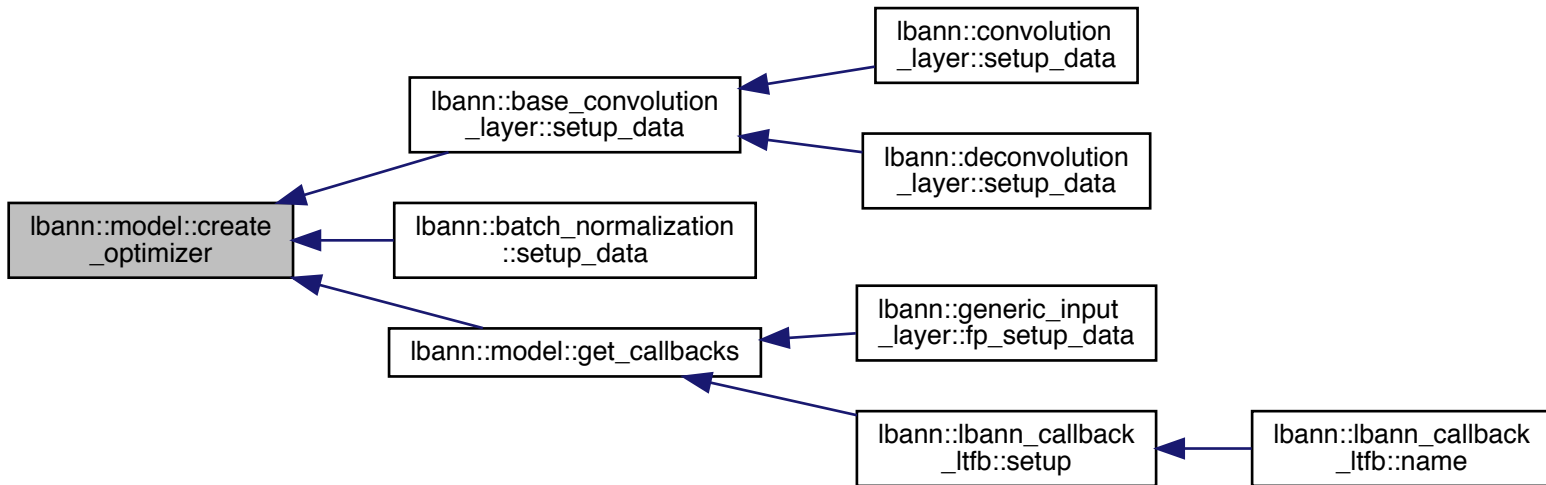 lbann::convolution
_layer::setup_data
lbann::base_convolution
_layer::setup_data
lbann::deconvolution
_layer::setup_data
lbann::model::create
_optimizer
lbann::batch_normalization
::setup_data
lbann::generic_input
_layer::fp_setup_data
lbann::model::get_callbacks
lbann::lbann_callback
_ltfb::setup
lbann::lbann_callback
_ltfb::name